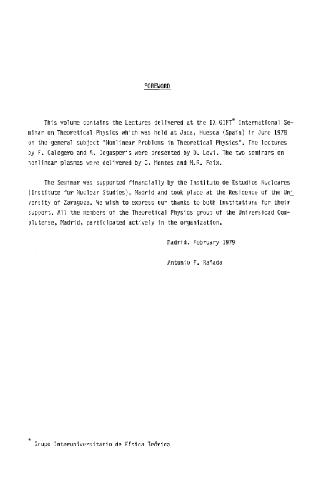 FOREWORD
This volume contains the Lectures delivered at the IX GIFT* International Se-
minar on Theoretical Physics which was held at Jaca, Huesca (Spain) in June 1978
on the general subject "Nonlinear Problems in Theoretical Physics". The lectures
by F. Calogero and A. Degasperis were presented by D. Levi. The two seminars on
nonlinear plasmas were delivered by C. Montes and M.R. Feix.
The Seminar was supported financially by the Instituto de Estudios Nucleares
(Institute for Nuclear Studies), Madrid and took place at the Residence of the Uni
versity of Zaragoza. We wish to express our thanks to both Institutions for their
support. All the members of the Theoretical Physics group of the Universidad Com-
plutense, Madrid, participated actively in the organization.
Madrid, February 1979
Antonio F. Rañada
* Grupo Interuniversitario de Física Teórica